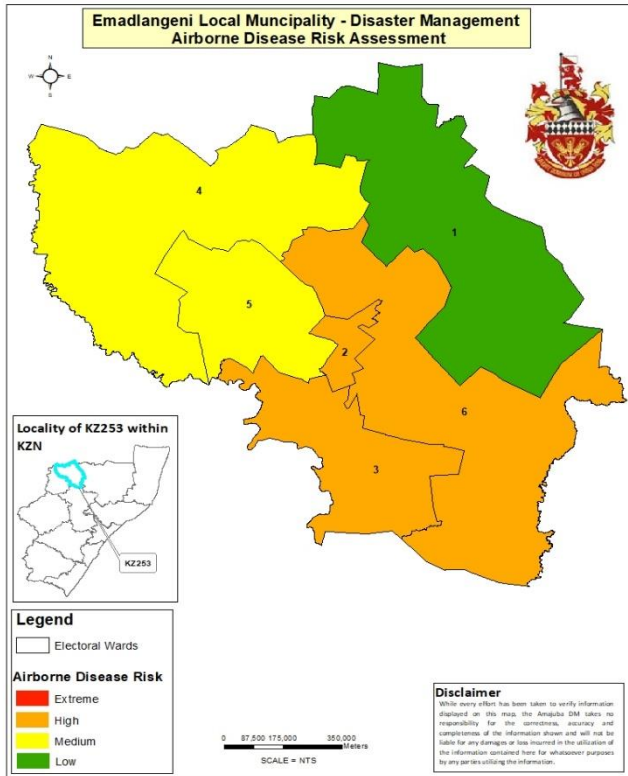 Emadlangeni Local Muncipality - Disaster Management
Airborne Disease Risk Assessment
N
W E
S
4
1
5
2
6
3
Locality of KZ253 within
KZN
KZ253
Legend
Electoral Wards
Airborne Disease Risk
Extreme
High
Medium
Low
0 87,500 175,000 350,000
Meters
SCALE = NTS
Disclaimer
While every effort has been taken to verify information
displayed on this map, the Amajuba DM takes no
responsibility for the correctness, accuracy and
completeness of the information shown and will not be
liable for any damages or loss incurred in the utilization of
the information contained here for whatsoever purposes
by any parties utilizing the information.